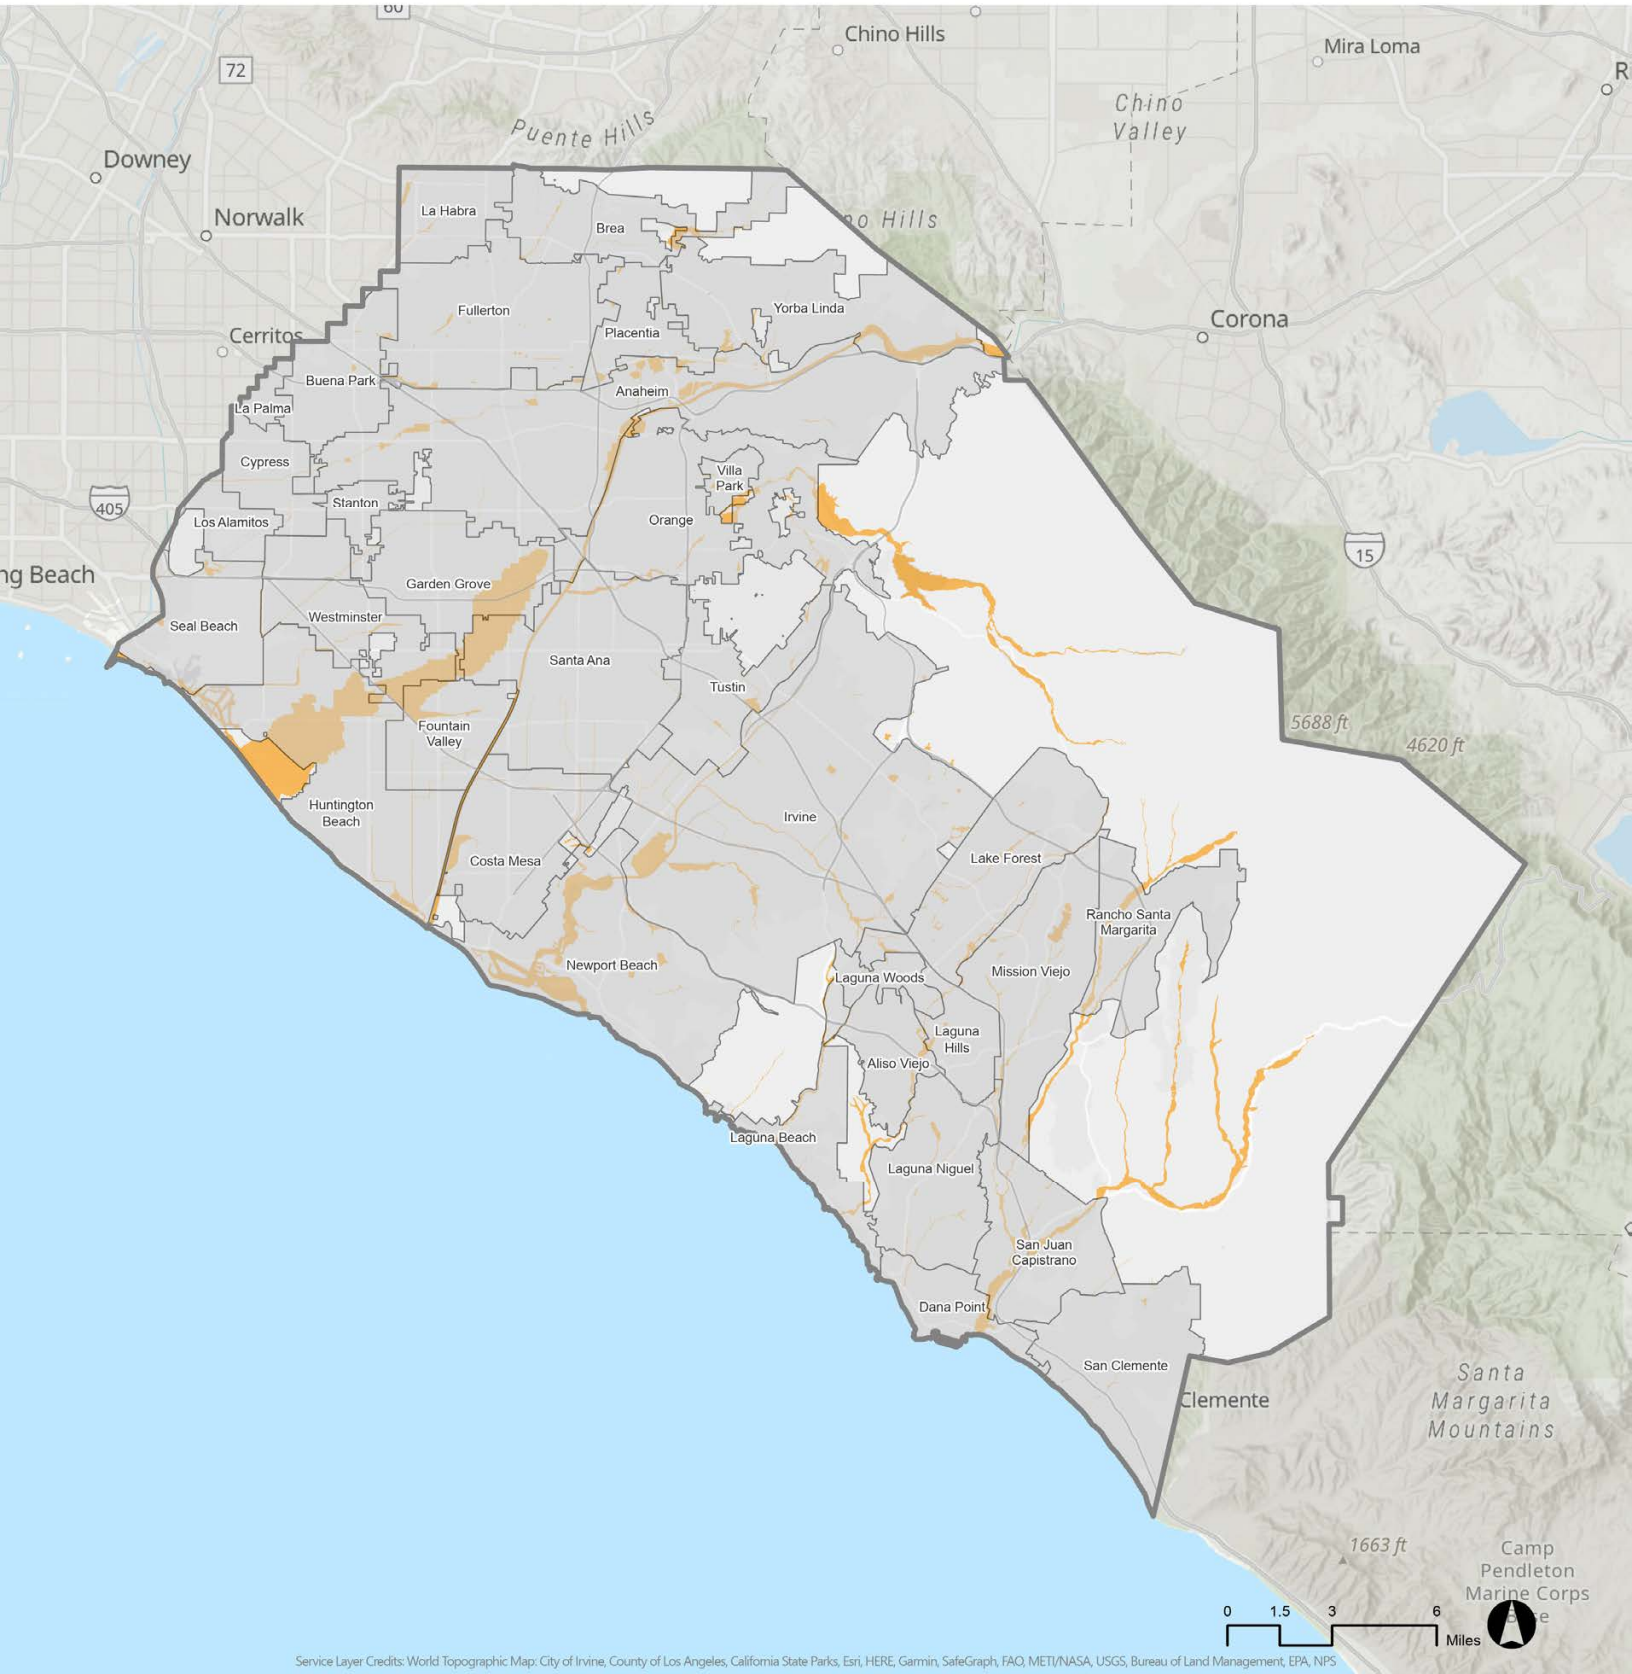 60
Chino Hills
Mira Loma
72
Chino
Valley
Puente Hills
Downey
Norwalk
La Habra
Brea
no Hills
Fullerton
Yorba Linda
Placentia
Corona
Cerritos
Buena Park
Anaheim
La Palma
Cypress
Villa
Park
Stanton
405
Los Alamitos
Orange
15
ng Beach
Garden Grove
Westminster
Seal Beach
Santa Ana
Tustin
5688 ft
4620 ft
Fountain
Valley
Huntington
Beach
Irvine
Costa Mesa
Lake Forest
Rancho Santa
Margarita
Newport Beach
Laguna Woods
Mission Viejo
Laguna
Hills
Aliso Viejo
Laguna Beach
Laguna Niguel
San Juan
Capistrano
Dana Point
San Clemente
Clemente
Santa
Margarita
Mountains
1663 ft
Camp
Pendleton
Marine Corps
0 1.5 3 6
Miles
Service Layer Credits: World Topographic Map: City of Irvine, County of Los Angeles, California State Parks, Esri, HERE, Garmin, SafeGraph, FAO, METI/NASA, USGS, Bureau of Land Management, EPA, NPS